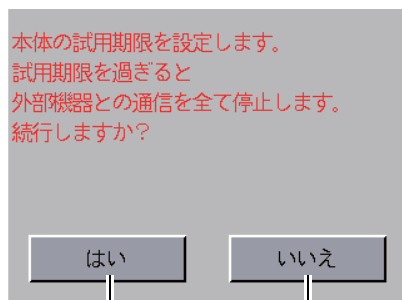 本体の試用期限を設定します。
試用期限を過ぎると
外部機器との通信を全て停止します。
続行しますか？
はい
いいえ